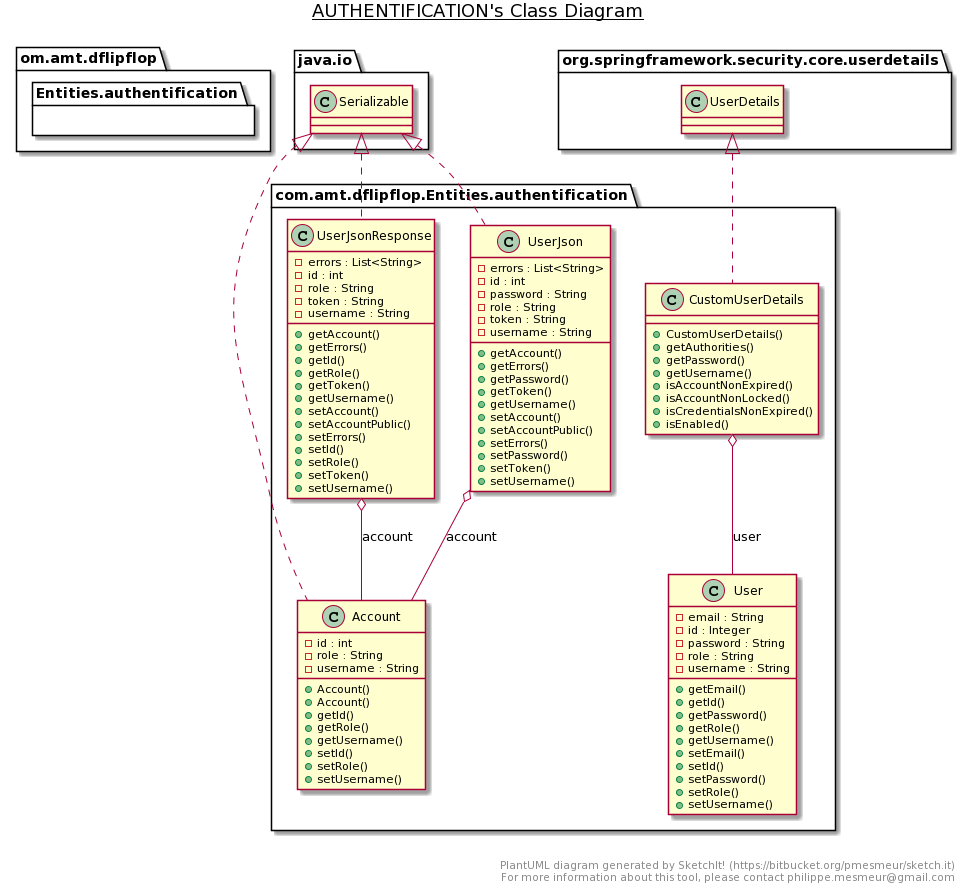 AUTHENTIFICATION's Class Diagram
om.amt.dflipflop
Entities.authentification
java.io
C Serializable
org.springframework.security.core.userdetails
C UserDetails
com.amt.dflipflop.Entities.authentification
C UserJsonResponse
errors : List<String>
id : int
role : String
token : String
username : String
getAccount()
getErrors()
getId()
getRole()
getToken()
getUsername()
setAccount()
setAccountPublic()
setErrors()
setId()
setRole()
setToken()
setUsername()
C UserJson
errors : List<String>
id : int
password : String
role : String
token : String
username : String
getAccount()
getErrors()
getPassword()
getToken()
getUsername()
setAccount()
setAccountPublic()
setErrors()
setPassword()
setToken()
setUsername()
C CustomUserDetails
CustomUserDetails()
getAuthorities()
getPassword()
getUsername()
isAccountNonExpired()
isAccountNonLocked()
isCredentialsNonExpired()
isEnabled()
account
account
user
C Account
id : int
role : String
username : String
Account()
Account()
getId()
getRole()
getUsername()
setId()
setRole()
setUsername()
C User
email : String
id : Integer
password : String
role : String
username : String
getEmail()
getId()
getPassword()
getRole()
getUsername()
setEmail()
setId()
setPassword()
setRole()
setUsername()
PlantUML diagram generated by SketchIt! (https://bitbucket.org/pmesmeur/sketch.it)
For more information about this tool, please contact philippe.mesmeur@gmail.com